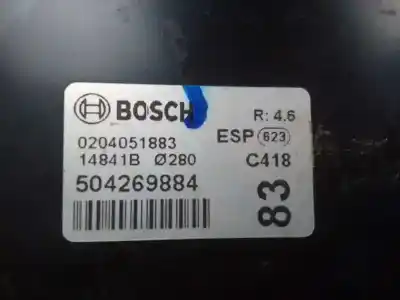 BOSCH R: 4.6
0204051883 ESP 623
14841B Ø280 C418
504269884
83